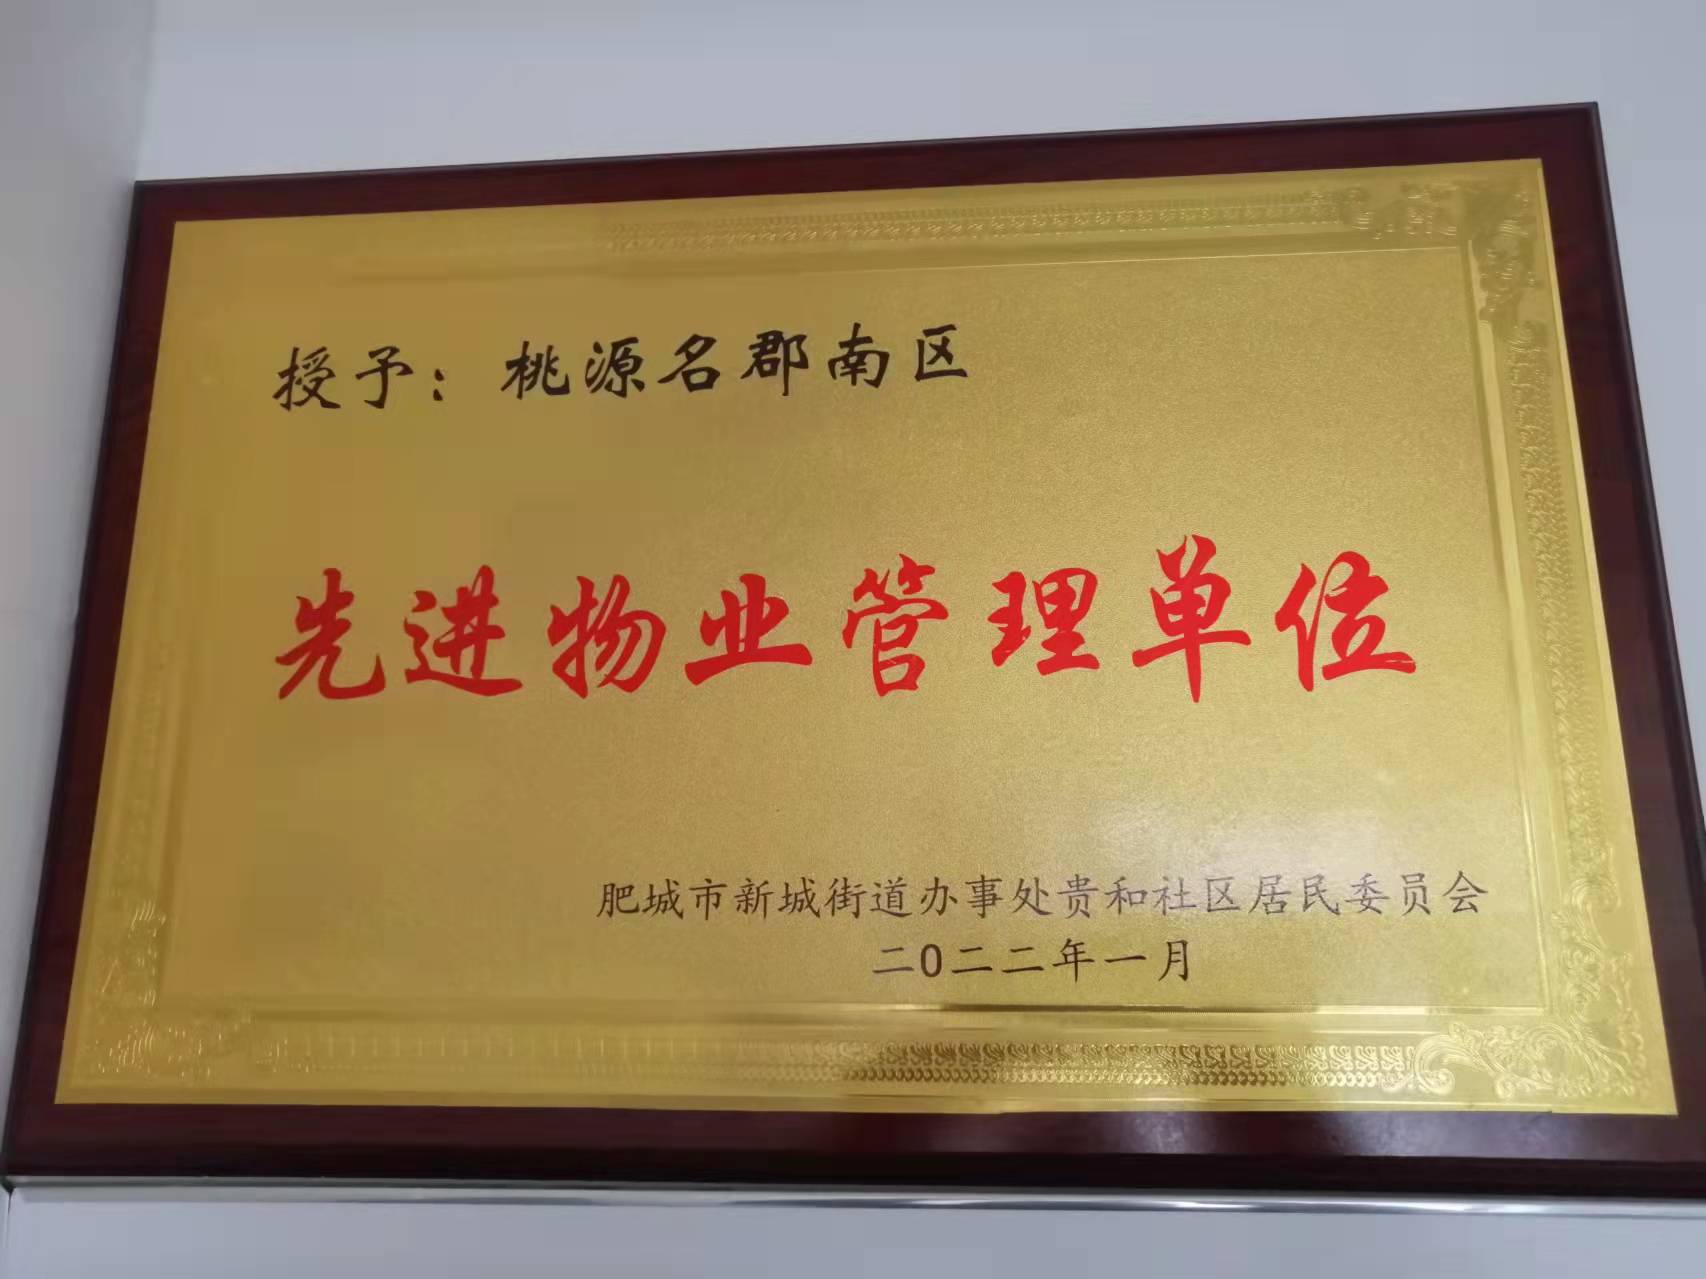 授予：桃源名郡南区
先进物业管理单位
肥城市新城街道办事处贵和社区居民委员会
二0二二年一月